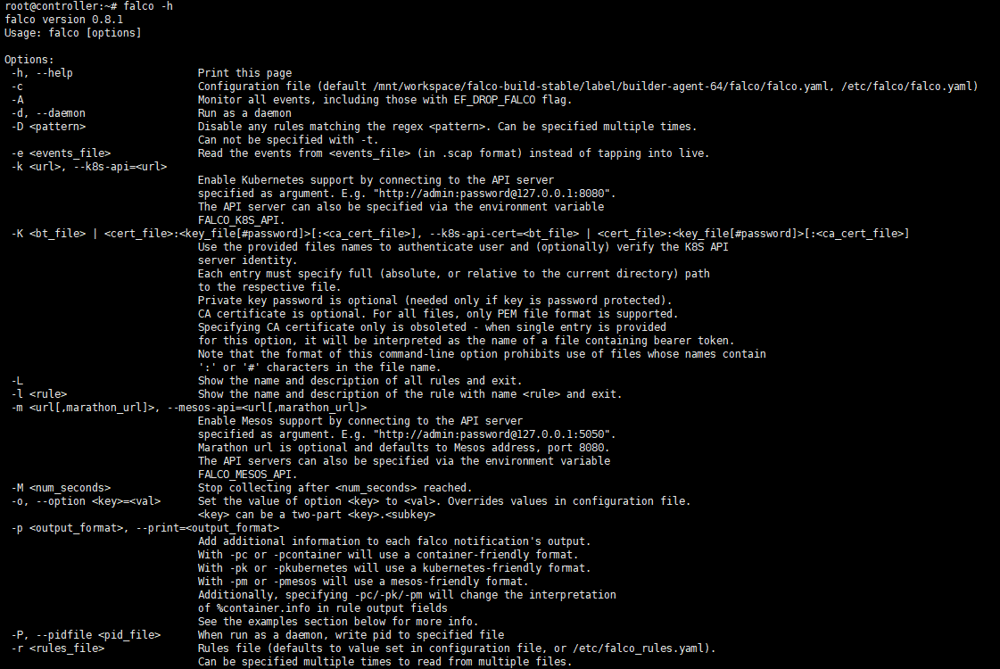 root@controller:~# falco -h
falco version 0.8.1
Usage: falco [options]

Options:
 -h, --help                    Print this page
 -c                            Configuration file (default /mnt/workspace/falco-build-stable/label/builder-agent-64/falco/falco.yaml, /etc/falco/falco.yaml)
 -A                            Monitor all events, including those with EF_DROP_FALCO flag.
 -d, --daemon                  Run as a daemon
 -D <pattern>                  Disable any rules matching the regex <pattern>. Can be specified multiple times.
                               Can not be specified with -t.
 -e <events_file>              Read the events from <events_file> (in .scap format) instead of tapping into live.
 -k <url>, --k8s-api=<url>
                               Enable Kubernetes support by connecting to the API server
                               specified as argument. E.g. "http://admin:password@127.0.0.1:8080".
                               The API server can also be specified via the environment variable
                               FALCO_K8S_API.
 -K <bt_file> | <cert_file>:<key_file[#password]>[:<ca_cert_file>], --k8s-api-cert=<bt_file> | <cert_file>:<key_file[#password]>[:<ca_cert_file>]
                               Use the provided files names to authenticate user and (optionally) verify the K8S API
                               server identity.
                               Each entry must specify full (absolute, or relative to the current directory) path
                               to the respective file.
                               Private key password is optional (needed only if key is password protected).
                               CA certificate is optional. For all files, only PEM file format is supported.
                               Specifying CA certificate only is obsoleted - when single entry is provided
                               for this option, it will be interpreted as the name of a file containing bearer token.
                               Note that the format of this command-line option prohibits use of files whose names contain
                               ':' or '#' characters in the file name.
 -L                            Show the name and description of all rules and exit.
 -l <rule>                     Show the name and description of the rule with name <rule> and exit.
 -m <url[,marathon_url]>, --mesos-api=<url[,marathon_url]>
                               Enable Mesos support by connecting to the API server
                               specified as argument. E.g. "http://admin:password@127.0.0.1:5050".
                               Marathon url is optional and defaults to Mesos address, port 8080.
                               The API servers can also be specified via the environment variable
                               FALCO_MESOS_API.
 -M <num_seconds>              Stop collecting after <num_seconds> reached.
 -o, --option <key>=<val>      Set the value of option <key> to <val>. Overrides values in configuration file.
                               <key> can be a two-part <key>.<subkey>
 -p <output_format>, --print=<output_format>
                               Add additional information to each falco notification's output.
                               With -pc or -pcontainer will use a container-friendly format.
                               With -pk or -pkubernetes will use a kubernetes-friendly format.
                               With -pm or -pmesos will use a mesos-friendly format.
                               Additionally, specifying -pc/-pk/-pm will change the interpretation
                               of %container.info in rule output fields
                               See the examples section below for more info.
 -P, --pidfile <pid_file>      When run as a daemon, write pid to specified file
 -r <rules_file>               Rules file (defaults to value set in configuration file, or /etc/falco_rules.yaml).
                               Can be specified multiple times to read from multiple files.